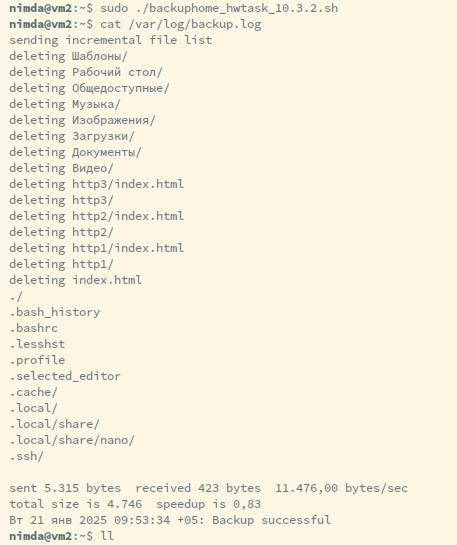 nimda@vm2:~$ sudo ./backuphome_hwtask_10.3.2.sh
nimda@vm2:~$ cat /var/log/backup.log
sending incremental file list
deleting Шаблоны/
deleting Рабочий стол/
deleting Общедоступные/
deleting Музыка/
deleting Изображения/
deleting Загрузки/
deleting Документы/
deleting Видео/
deleting http3/index.html
deleting http3/
deleting http2/index.html
deleting http2/
deleting http1/index.html
deleting http1/
deleting index.html
./
.bash_history
.bashrc
.lesshst
.profile
.selected_editor
.cache/
.local/
.local/share/
.local/share/nano/
.ssh/
sent 5.315 bytes  received 423 bytes  11.476,00 bytes/sec
total size is 4.746  speedup is 0,83
Вт 21 янв 2025 09:53:34 +05: Backup successful
nimda@vm2:~$ ll